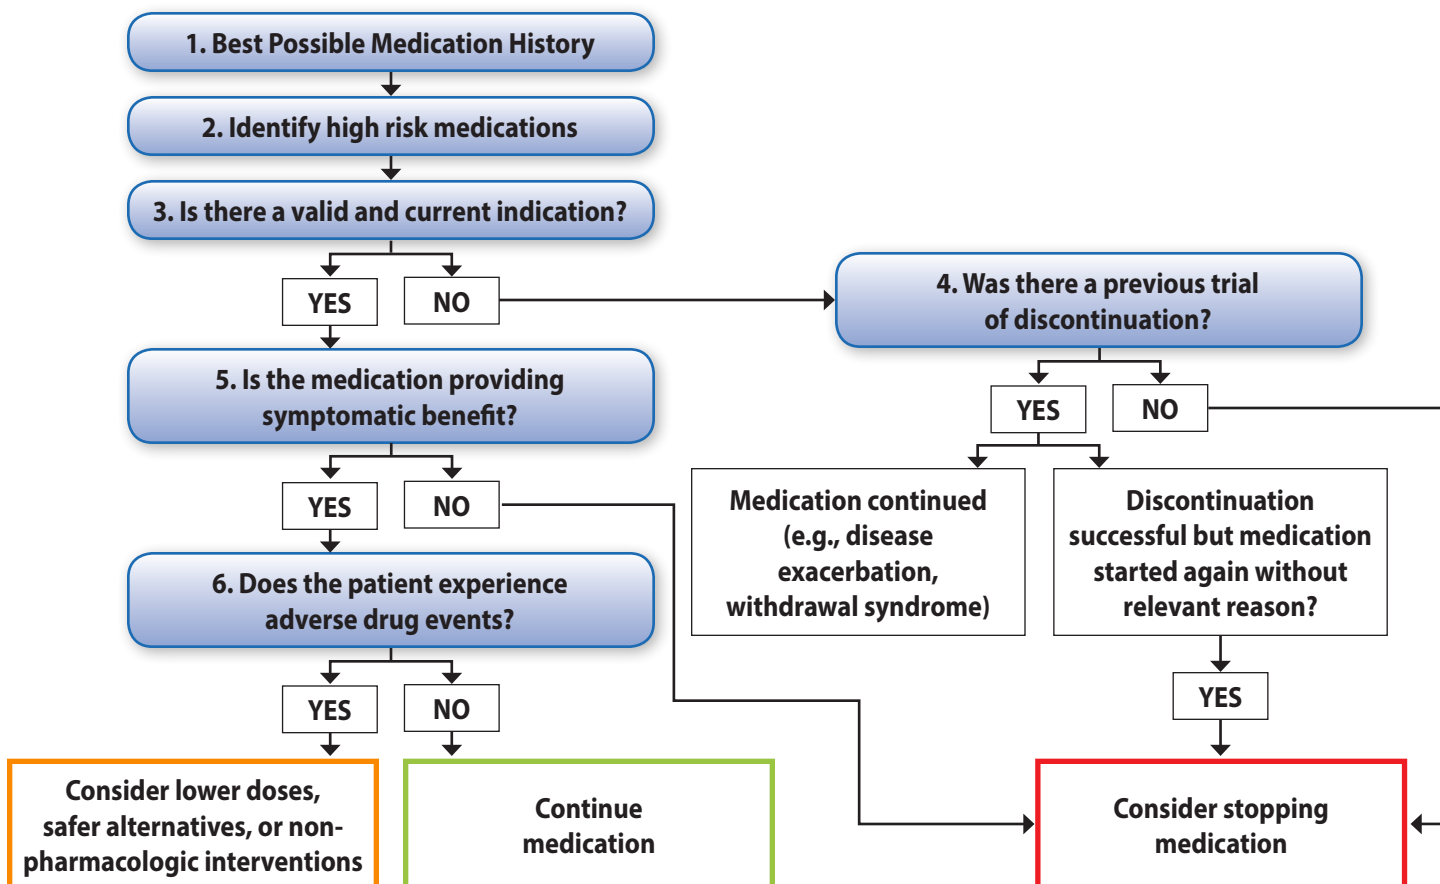 1. Best Possible Medication History
2. Identify high risk medications
3. Is there a valid and current indication?
YES
NO
4. Was there a previous trial
of discontinuation?
YES
NO
5. Is the medication providing
symptomatic benefit?
YES
NO
Medication continued
(e.g., disease
exacerbation,
withdrawal syndrome)
Discontinuation
successful but medication
started again without
relevant reason?
6. Does the patient experience
adverse drug events?
YES
NO
YES
Consider lower doses,
safer alternatives, or non-
pharmacologic interventions
Continue
medication
Consider stopping
medication